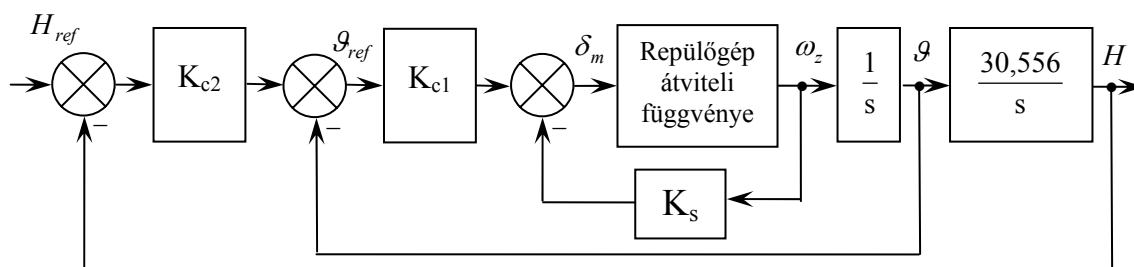 H_ref
K_c2
ϑ_ref
K_c1
δ_m
Repülőgép
átviteli
függvénye
ω_z
1
s
ϑ
30,556
s
H
−
−
−
K_s